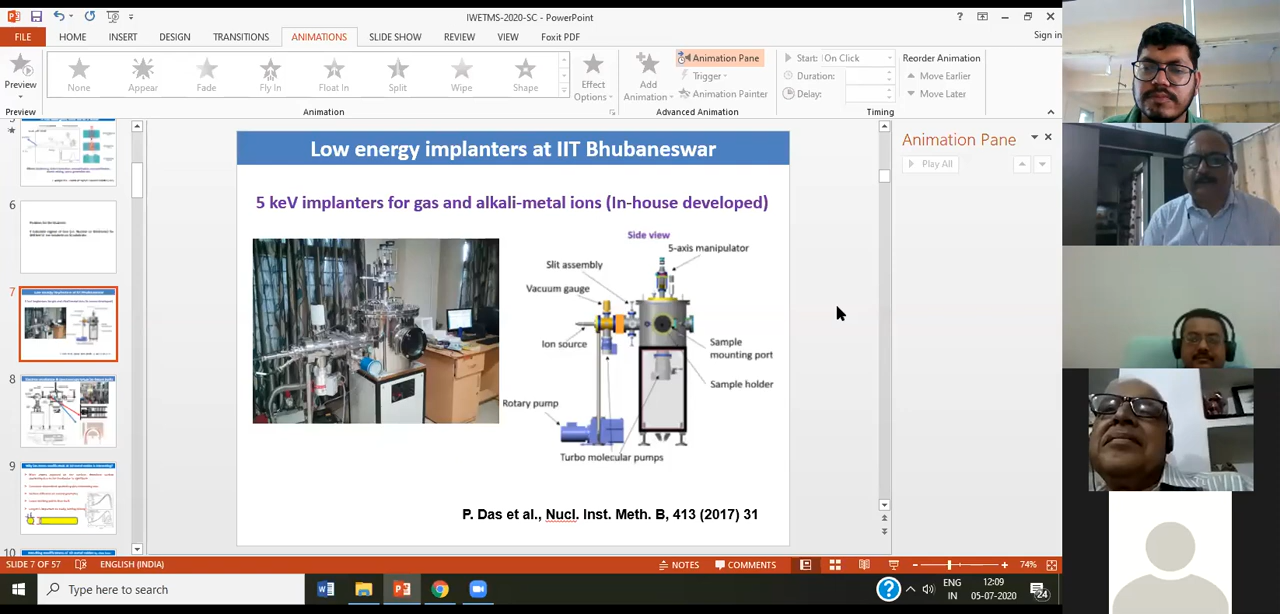 IWETMS-2020-SC - PowerPoint
FILE HOME INSERT DESIGN TRANSITIONS ANIMATIONS SLIDE SHOW REVIEW VIEW Foxit PDF Sign in
Preview None Appear Fade Fly In Float In Split Wipe Shape Effect Options Add Animation Animation Pane Trigger Animation Painter Start: On Click Duration: Delay: Reorder Animation Move Earlier Move Later
Preview Animation Advanced Animation Timing
Low energy implanters at IIT Bhubaneswar
5 keV implanters for gas and alkali-metal ions (In-house developed)
Side view
5-axis manipulator
Slit assembly
Vacuum gauge
Ion source
Sample mounting port
Sample holder
Rotary pump
Turbo molecular pumps
P. Das et al., Nucl. Inst. Meth. B, 413 (2017) 31
Animation Pane
Play All
6
7
8
9
10
SLIDE 7 OF 57 ENGLISH (INDIA) NOTES COMMENTS 74%
Type here to search
ENG IN 12:09 05-07-2020 24